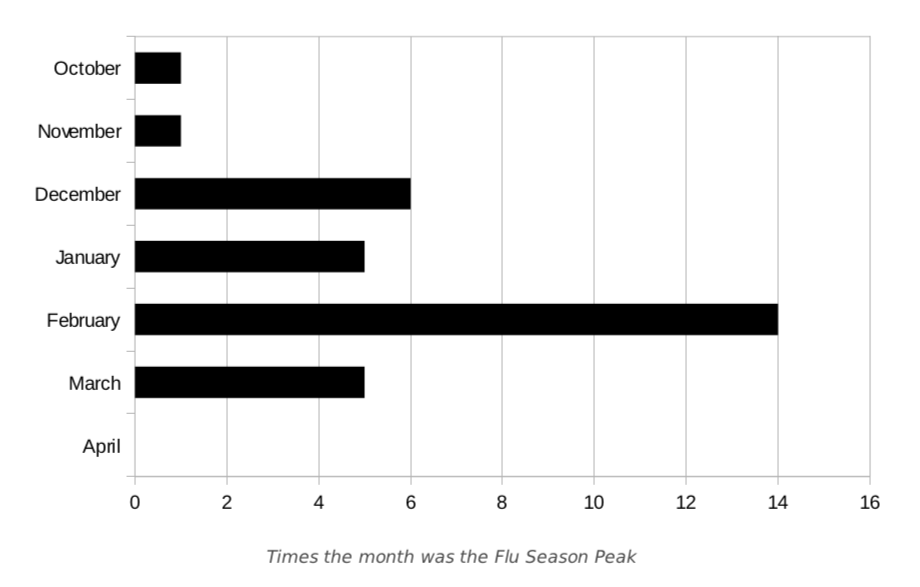 October
November
December
January
February
March
April
0 2 4 6 8 10 12 14 16
Times the month was the Flu Season Peak